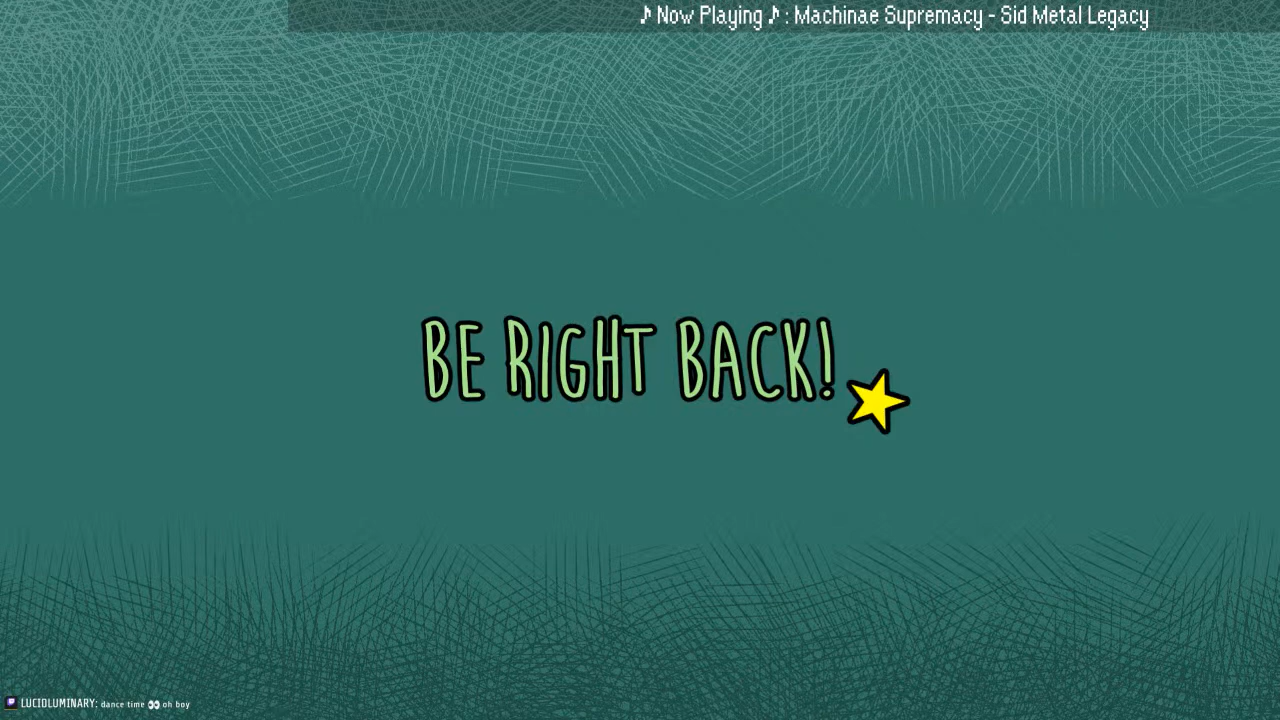 ♪ Now Playing ♪ : Machinae Supremacy - Sid Metal Legacy
BE RIGHT BACK!
LUCIDLUMINARY: dance time 👀 oh boy